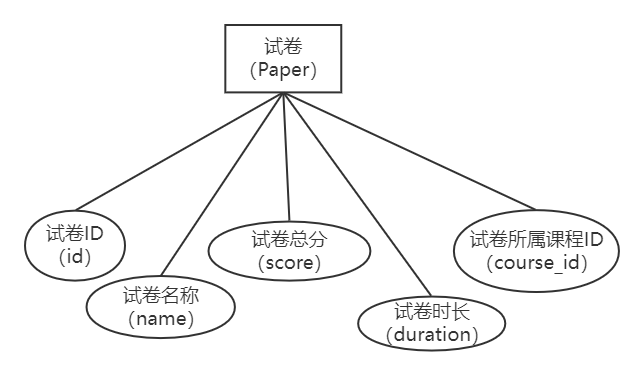 试卷
（Paper）
试卷ID
（id）
试卷名称
（name）
试卷总分
（score）
试卷时长
（duration）
试卷所属课程ID
（course_id）